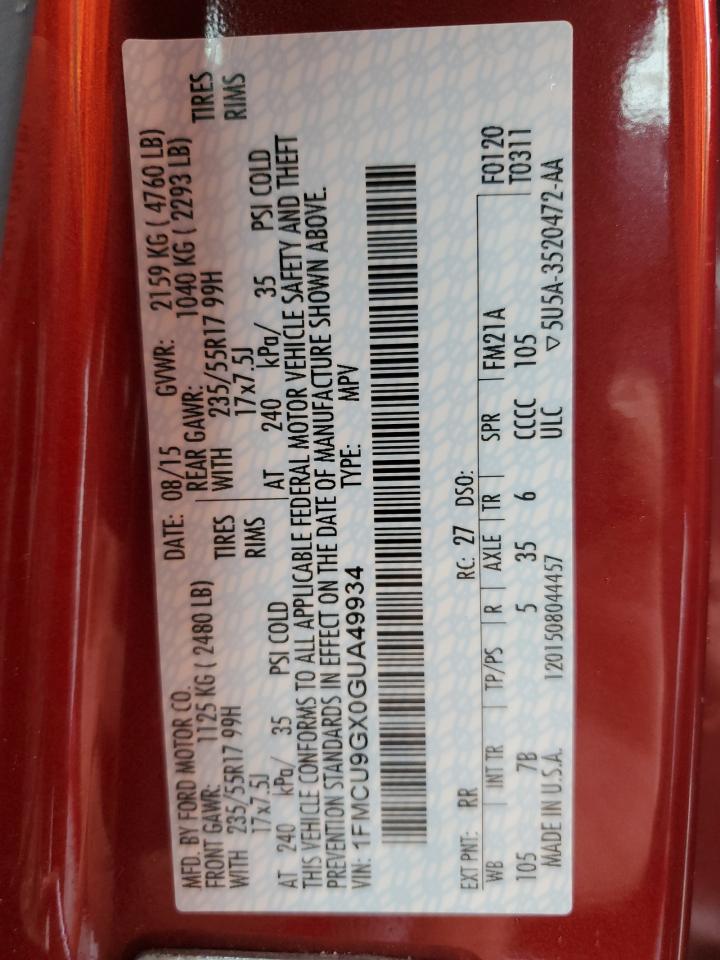 MFD. BY FORD MOTOR CO. DATE: 08/15 GVWR: 2159 KG ( 4760 LB)
FRONT GAWR: 1125 KG ( 2480 LB) REAR GAWR: 1040 KG ( 2293 LB)
WITH 235/55R17 99H TIRES WITH 235/55R17 99H TIRES
17x7.5J RIMS 17x7.5J RIMS
AT 240 kPa/ 35 PSI COLD AT 240 kPa/ 35 PSI COLD
THIS VEHICLE CONFORMS TO ALL APPLICABLE FEDERAL MOTOR VEHICLE SAFETY AND THEFT
PREVENTION STANDARDS IN EFFECT ON THE DATE OF MANUFACTURE SHOWN ABOVE.
VIN: 1FMCU9GX0GUA49934 TYPE: MPV
EXT PNT: RR RC: 27 DSO: F0120
WB INT TR TP/PS R AXLE TR SPR FM21A T0311
105 7B 5 35 6 CCCC 105
MADE IN U.S.A. 1201508044457 ULC ▽5U5A-3520472-AA